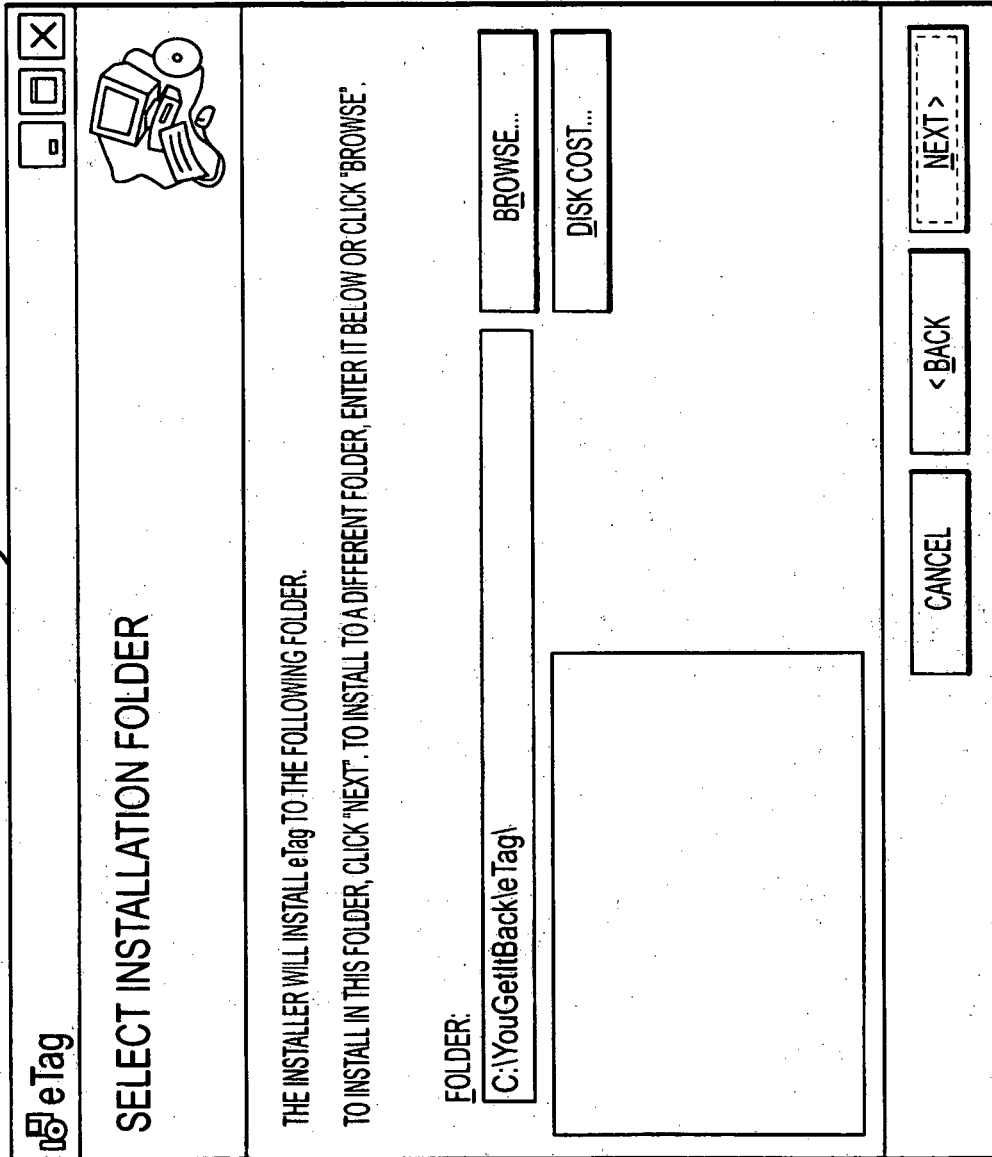 eTag
SELECT INSTALLATION FOLDER
THE INSTALLER WILL INSTALL eTag TO THE FOLLOWING FOLDER.
TO INSTALL IN THIS FOLDER, CLICK "NEXT". TO INSTALL TO A DIFFERENT FOLDER, ENTER IT BELOW OR CLICK "BROWSE".
FOLDER:
C:\YouGetItBack\eTag\
BROWSE...
DISK COST...
CANCEL
< BACK
NEXT >